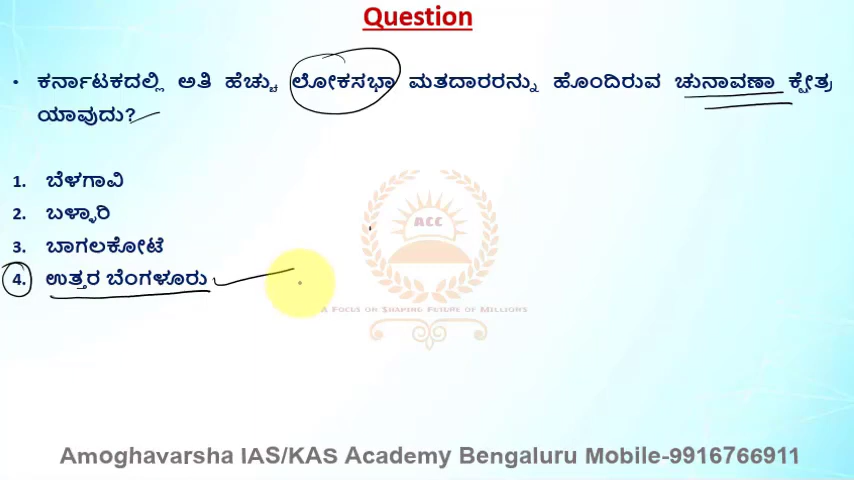 Question
• ಕರ್ನಾಟಕದಲ್ಲಿ ಅತಿ ಹೆಚ್ಚು ಲೋಕಸಭಾ ಮತದಾರರನ್ನು ಹೊಂದಿರುವ ಚುನಾವಣಾ ಕ್ಷೇತ್ರ
ಯಾವುದು?
1. ಬೆಳಗಾವಿ
2. ಬಳ್ಳಾರಿ
3. ಬಾಗಲಕೋಟೆ
4. ಉತ್ತರ ಬೆಂಗಳೂರು
ACC
A Focus on Shaping Future of Millions
Amoghavarsha IAS/KAS Academy Bengaluru Mobile-9916766911